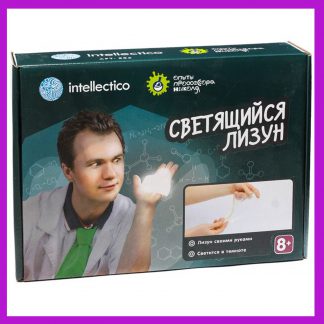 intellectico
опыты
профессора
николя
СВЕТЯЩИЙСЯ
ЛИЗУН
Лизун своими руками
Светится в темноте
8+